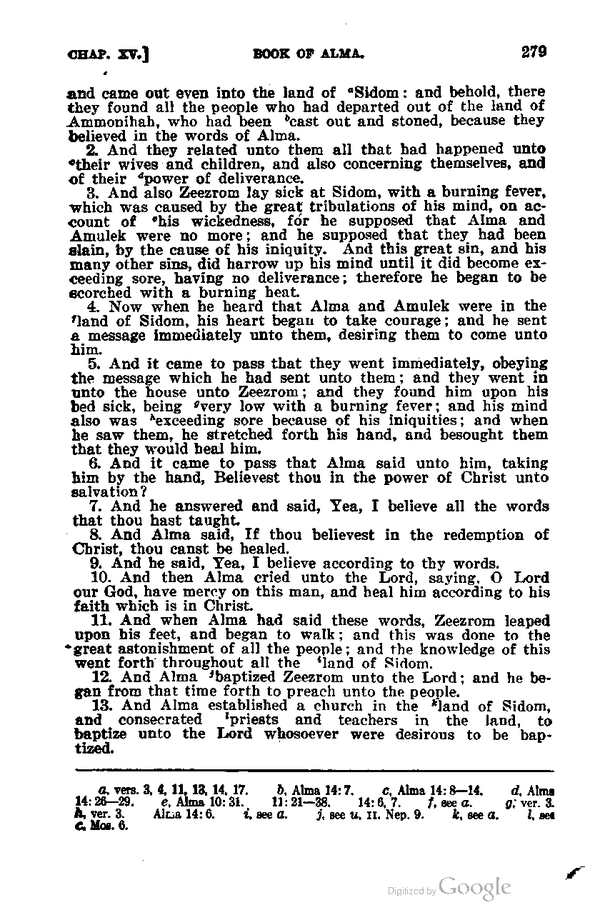 CHAP. XV.] BOOK OF ALMA. 279
and came out even into the land of ᵃSidom: and behold, there
they found all the people who had departed out of the land of
Ammonihah, who had been ᵇcast out and stoned, because they
believed in the words of Alma.
2. And they related unto them all that had happened unto
ᶜtheir wives and children, and also concerning themselves, and
of their ᵈpower of deliverance.
3. And also Zeezrom lay sick at Sidom, with a burning fever,
which was caused by the great tribulations of his mind, on ac-
count of ᵉhis wickedness, for he supposed that Alma and
Amulek were no more; and he supposed that they had been
slain, by the cause of his iniquity. And this great sin, and his
many other sins, did harrow up his mind until it did become ex-
ceeding sore, having no deliverance; therefore he began to be
scorched with a burning heat.
4. Now when he heard that Alma and Amulek were in the
ᶠland of Sidom, his heart began to take courage; and he sent
a message immediately unto them, desiring them to come unto
him.
5. And it came to pass that they went immediately, obeying
the message which he had sent unto them; and they went in
unto the house unto Zeezrom; and they found him upon his
bed sick, being ᵍvery low with a burning fever; and his mind
also was ʰexceeding sore because of his iniquities; and when
he saw them, he stretched forth his hand, and besought them
that they would heal him.
6. And it came to pass that Alma said unto him, taking
him by the hand, Believest thou in the power of Christ unto
salvation?
7. And he answered and said, Yea, I believe all the words
that thou hast taught.
8. And Alma said, If thou believest in the redemption of
Christ, thou canst be healed.
9. And he said, Yea, I believe according to thy words.
10. And then Alma cried unto the Lord, saying, O Lord
our God, have mercy on this man, and heal him according to his
faith which is in Christ.
11. And when Alma had said these words, Zeezrom leaped
upon his feet, and began to walk; and this was done to the
great astonishment of all the people; and the knowledge of this
went forth throughout all the ⁱland of Sidom.
12. And Alma ʲbaptized Zeezrom unto the Lord; and he be-
gan from that time forth to preach unto the people.
13. And Alma established a church in the ᵏland of Sidom,
and consecrated ˡpriests and teachers in the land, to
baptize unto the Lord whosoever were desirous to be bap-
tized.
a, vers. 3, 4, 11, 13, 14, 17. b, Alma 14:7. c, Alma 14:8—14. d, Alma
14:26—29. e, Alma 10:31. 11:21—38. 14:6, 7. f, see a. g, ver. 3.
h, ver. 3. Alma 14:6. i, see a. j, see u, II. Nep. 9. k, see a. l, see
c, Mos. 6.
Digitized by Google